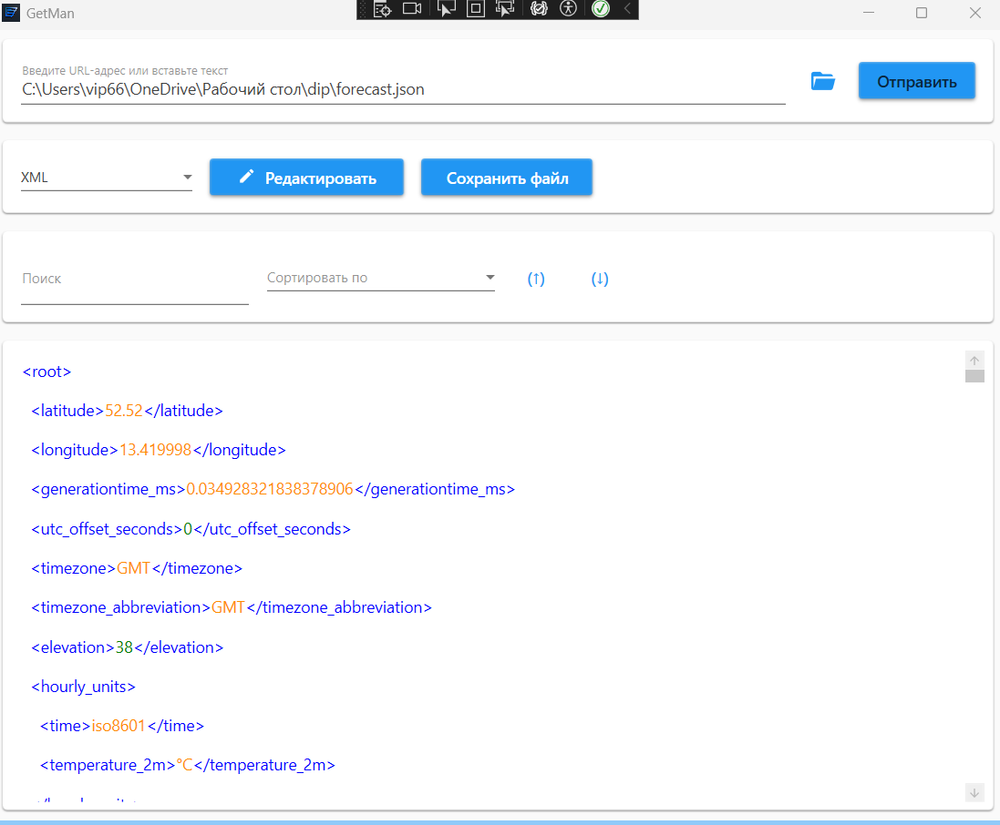 GetMan
Введите URL-адрес или вставьте текст
C:\Users\vip66\OneDrive\Рабочий стол\dip\forecast.json
Отправить
XML
Редактировать
Сохранить файл
Поиск
Сортировать по
(↑)
(↓)
<root>
<latitude>52.52</latitude>
<longitude>13.419998</longitude>
<generationtime_ms>0.034928321838378906</generationtime_ms>
<utc_offset_seconds>0</utc_offset_seconds>
<timezone>GMT</timezone>
<timezone_abbreviation>GMT</timezone_abbreviation>
<elevation>38</elevation>
<hourly_units>
<time>iso8601</time>
<temperature_2m>°C</temperature_2m>